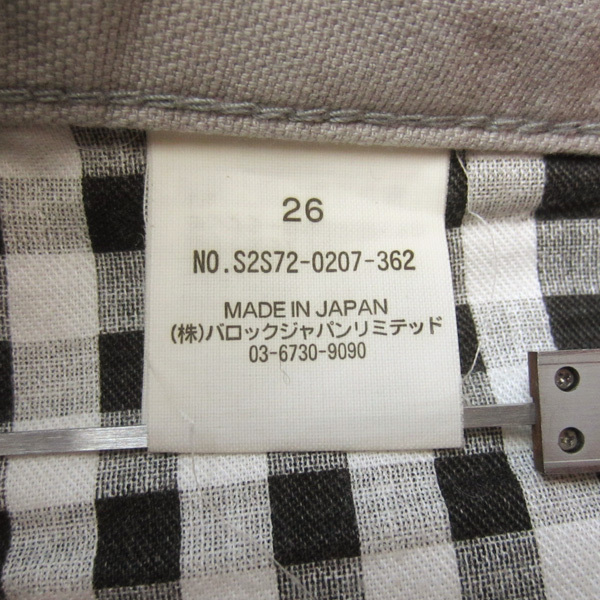 26
NO.S2S72-0207-362
MADE IN JAPAN
(株)バロックジャパンリミテッド
03-6730-9090